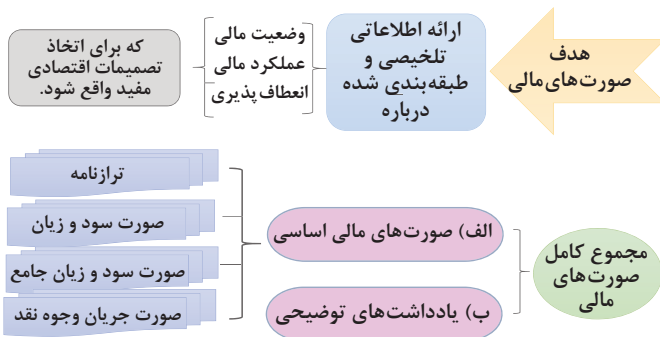 هدف
صورت‌های‌مالی
ارائه اطلاعاتی
تلخیصی و
طبقه‌بندی شده
درباره
وضعیت مالی
عملکرد مالی
انعطاف‌پذیری
که برای اتخاذ
تصمیمات اقتصادی
مفید واقع شود.
مجموع کامل
صورت‌های
مالی
الف) صورت‌های مالی اساسی
ب) یادداشت‌های توضیحی
ترازنامه
صورت سود و زیان
صورت سود و زیان جامع
صورت جریان وجوه نقد